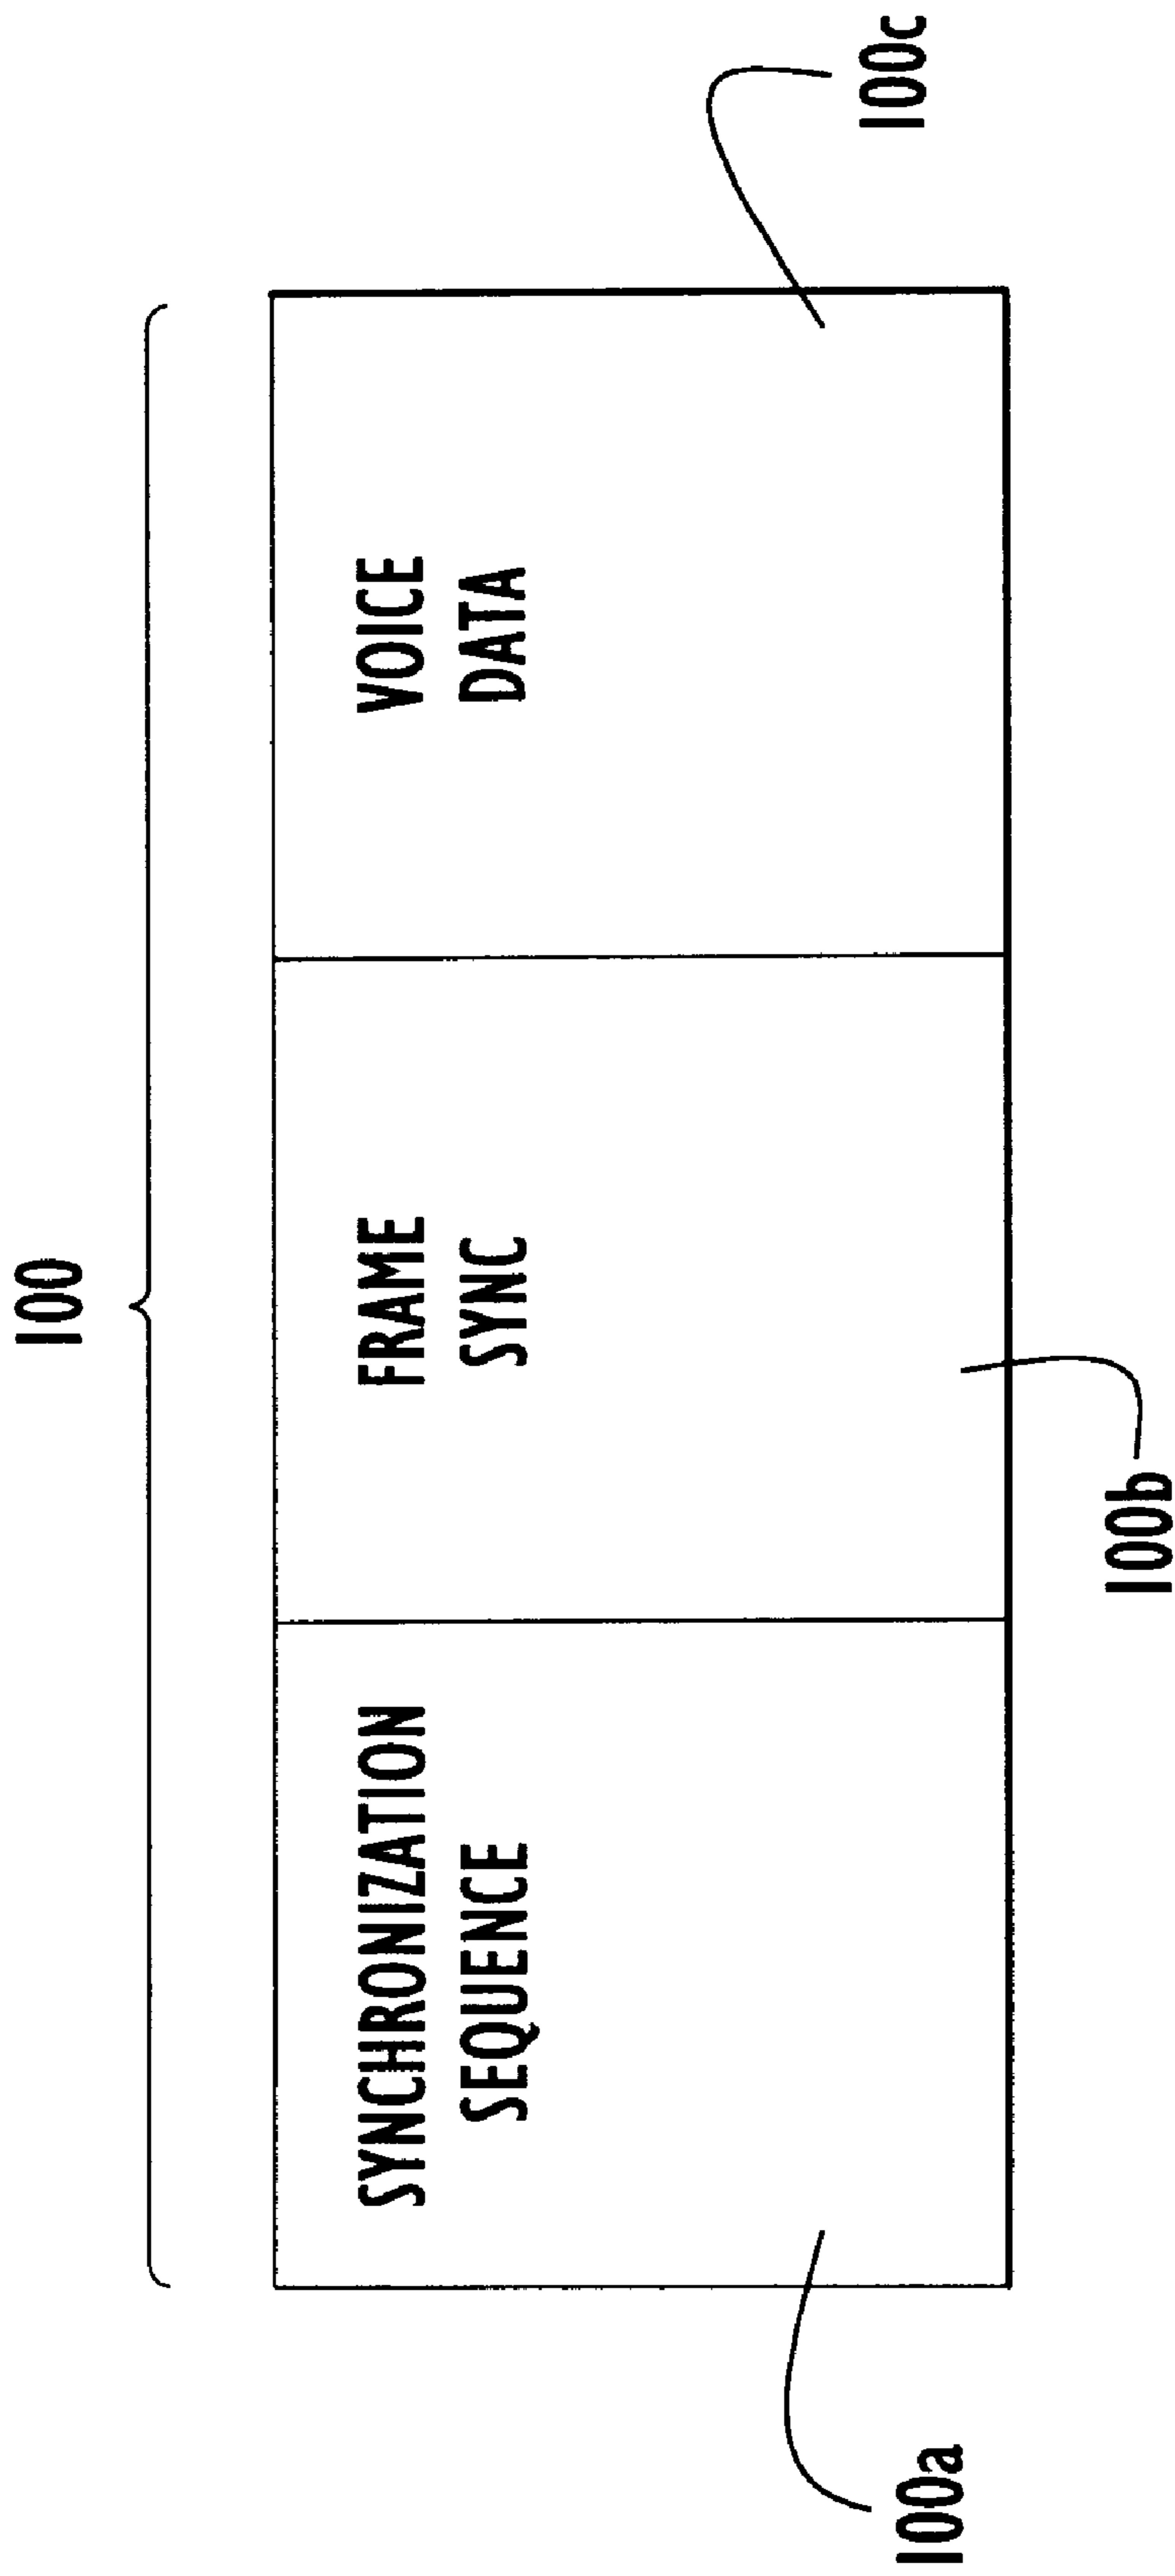 100
SYNCHRONIZATION
SEQUENCE
FRAME
SYNC
VOICE
DATA
100a
100b
100c